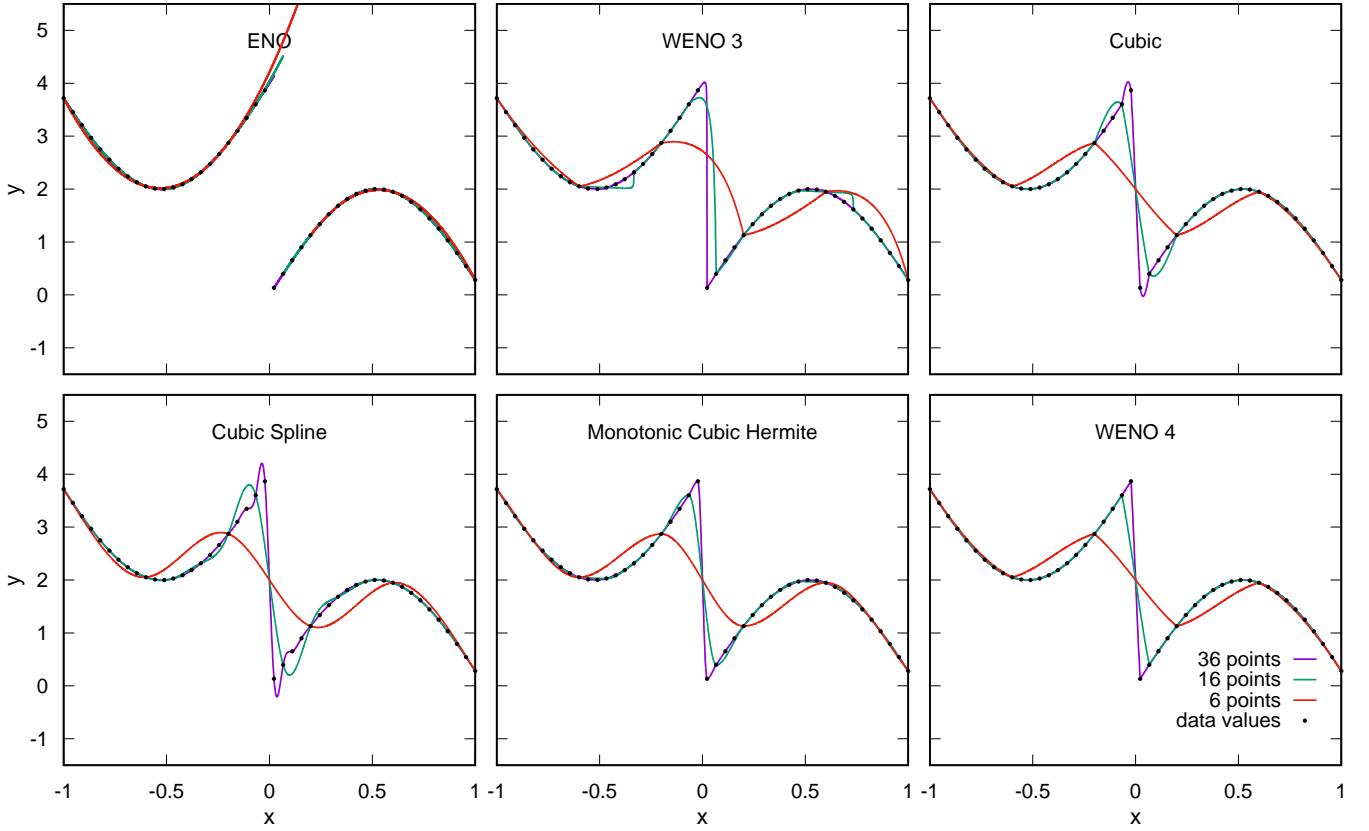 5
4
3
2
1
0
-1
y
ENO
WENO 3
Cubic
5
4
3
2
1
0
-1
-1
-0.5
0
0.5
1
y
x
Cubic Spline
-1
-0.5
0
0.5
1
x
Monotonic Cubic Hermite
-1
-0.5
0
0.5
1
x
WENO 4
36 points
16 points
6 points
data values